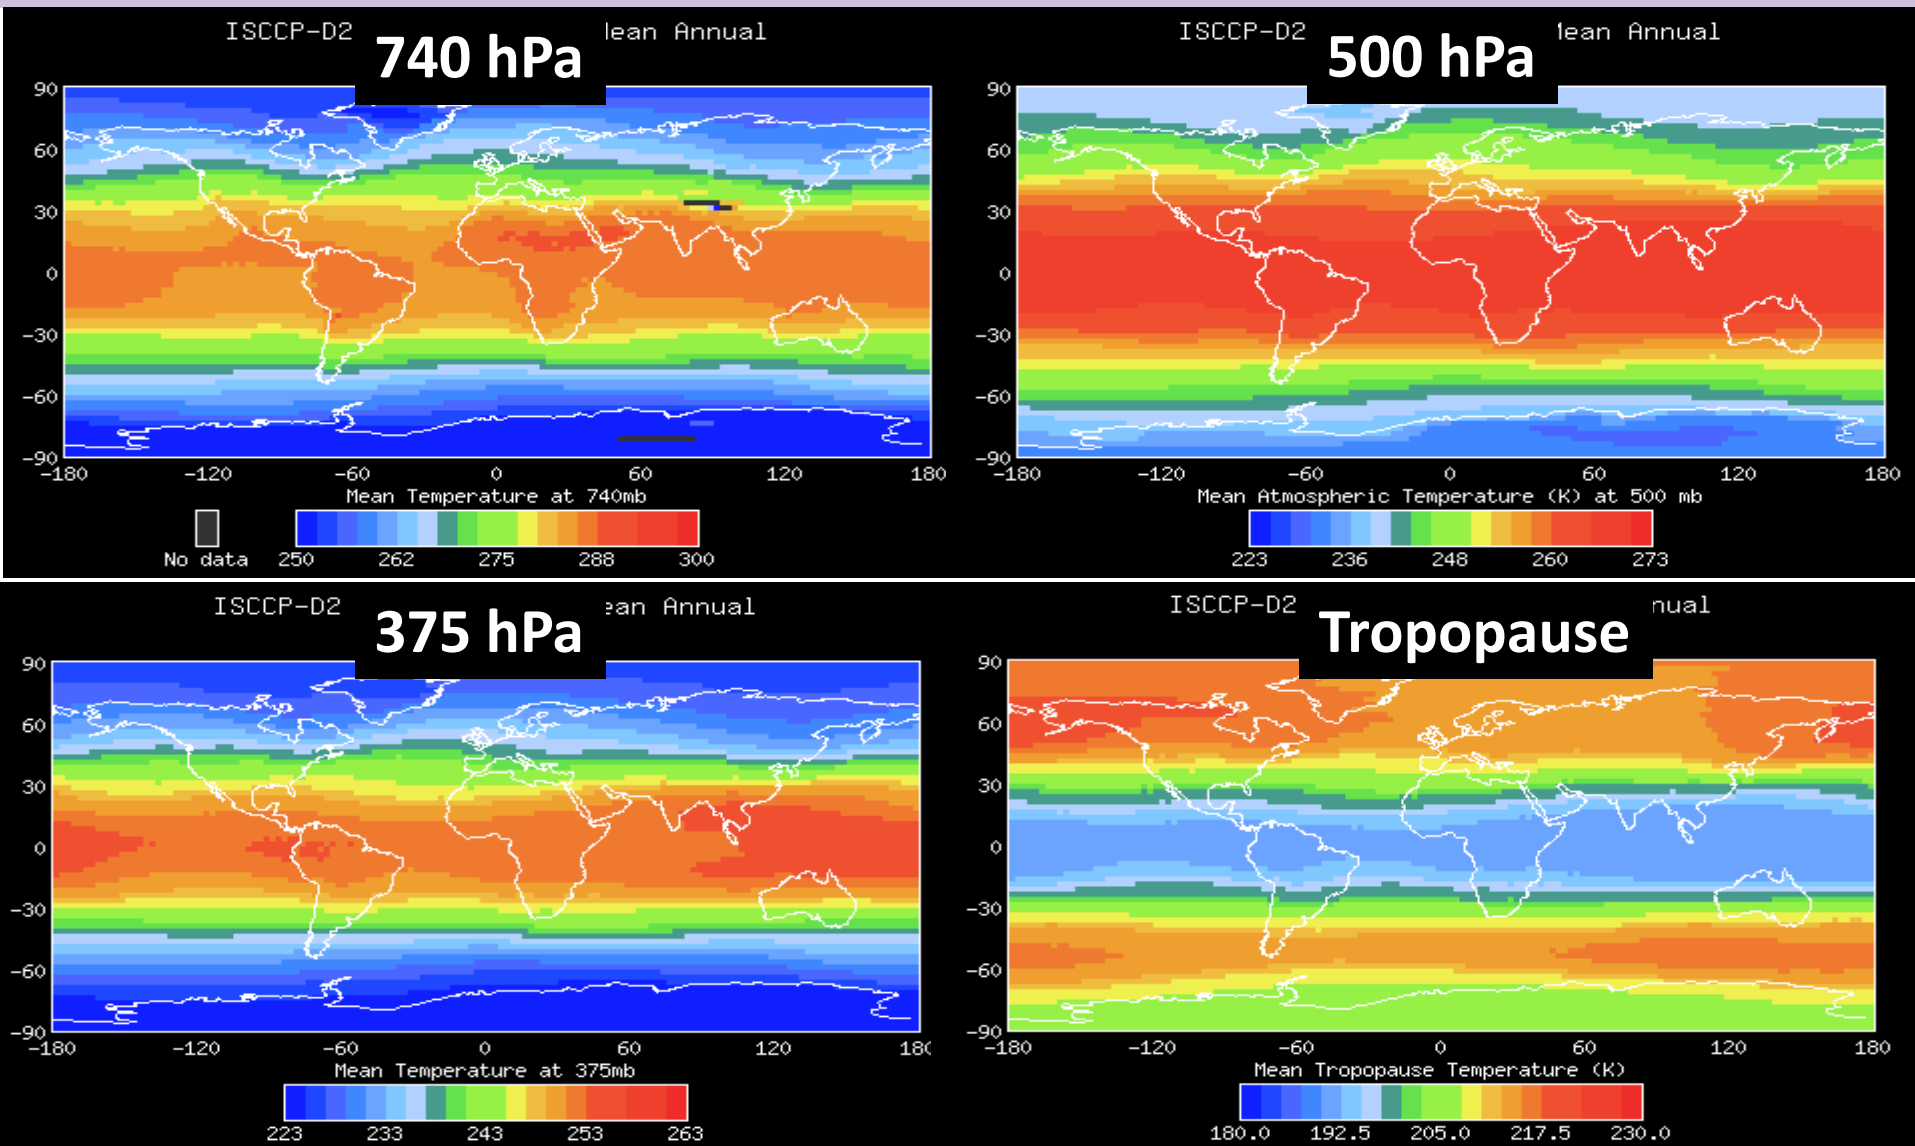 ISCCP-D2 Mean Annual
740 hPa
90
60
30
0
-30
-60
-90
-180 -120 -60 0 60 120 180
Mean Temperature at 740mb
No data 250 262 275 288 300
ISCCP-D2 Mean Annual
500 hPa
90
60
30
0
-30
-60
-90
-180 -120 -60 0 60 120 180
Mean Atmospheric Temperature (K) at 500 mb
223 236 248 260 273
ISCCP-D2 ean Annual
375 hPa
90
60
30
0
-30
-60
-90
-180 -120 -60 0 60 120 180
Mean Temperature at 375mb
223 233 243 253 263
ISCCP-D2 nual
Tropopause
90
60
30
0
-30
-60
-90
-180 -120 -60 0 60 120 180
Mean Tropopause Temperature (K)
180.0 192.5 205.0 217.5 230.0